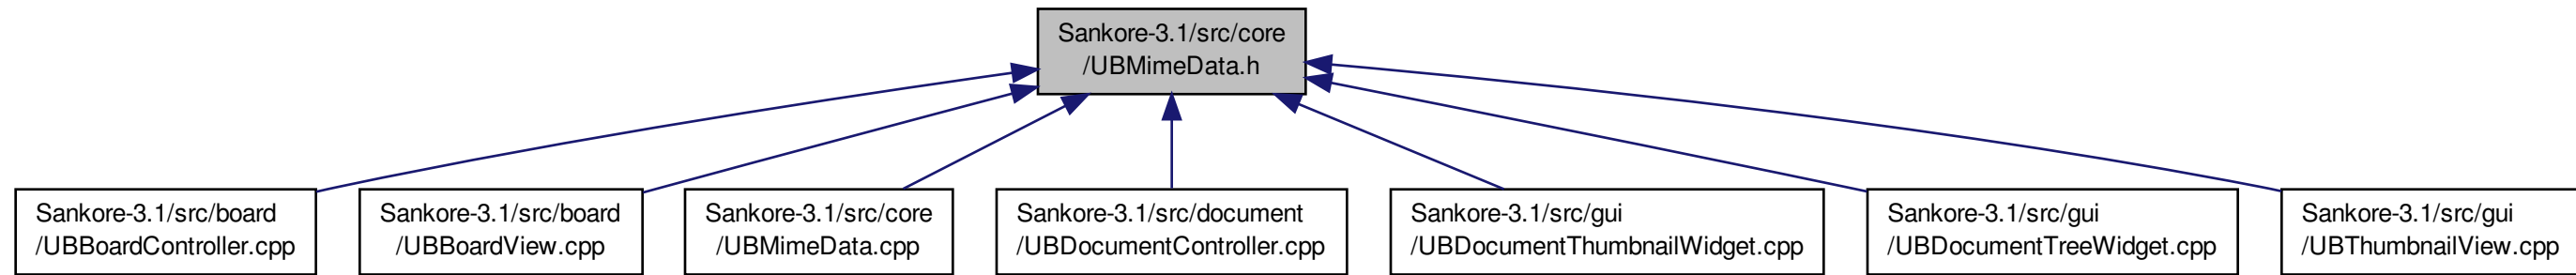 Sankore-3.1/src/core
/UBMimeData.h
Sankore-3.1/src/board
/UBBoardController.cpp
Sankore-3.1/src/board
/UBBoardView.cpp
Sankore-3.1/src/core
/UBMimeData.cpp
Sankore-3.1/src/document
/UBDocumentController.cpp
Sankore-3.1/src/gui
/UBDocumentThumbnailWidget.cpp
Sankore-3.1/src/gui
/UBDocumentTreeWidget.cpp
Sankore-3.1/src/gui
/UBThumbnailView.cpp